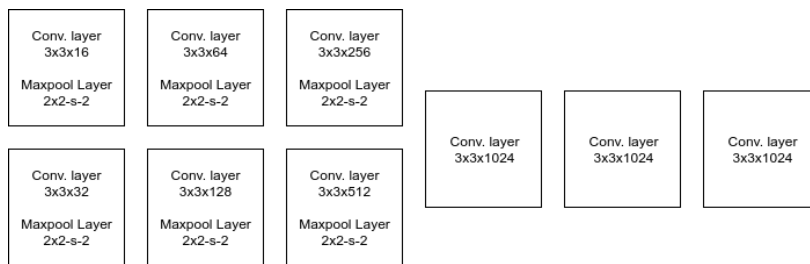 Conv. layer
3x3x16
Maxpool Layer
2x2-s-2
Conv. layer
3x3x64
Maxpool Layer
2x2-s-2
Conv. layer
3x3x256
Maxpool Layer
2x2-s-2
Conv. layer
3x3x32
Maxpool Layer
2x2-s-2
Conv. layer
3x3x128
Maxpool Layer
2x2-s-2
Conv. layer
3x3x512
Maxpool Layer
2x2-s-2
Conv. layer
3x3x1024
Conv. layer
3x3x1024
Conv. layer
3x3x1024